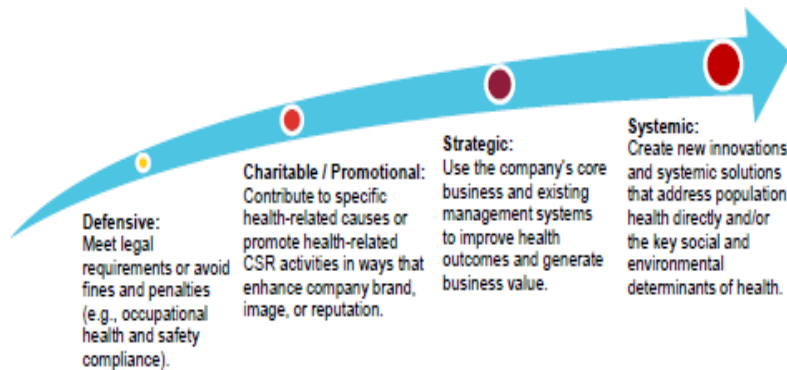 Defensive:
Meet legal
requirements or avoid
fines and penalties
(e.g., occupational
health and safety
compliance).
Charitable / Promotional:
Contribute to specific
health-related causes or
promote health-related
CSR activities in ways that
enhance company brand,
image, or reputation.
Strategic:
Use the company's core
business and existing
management systems
to improve health
outcomes and generate
business value.
Systemic:
Create new innovations
and systemic solutions
that address population
health directly and/or
the key social and
environmental
determinants of health.